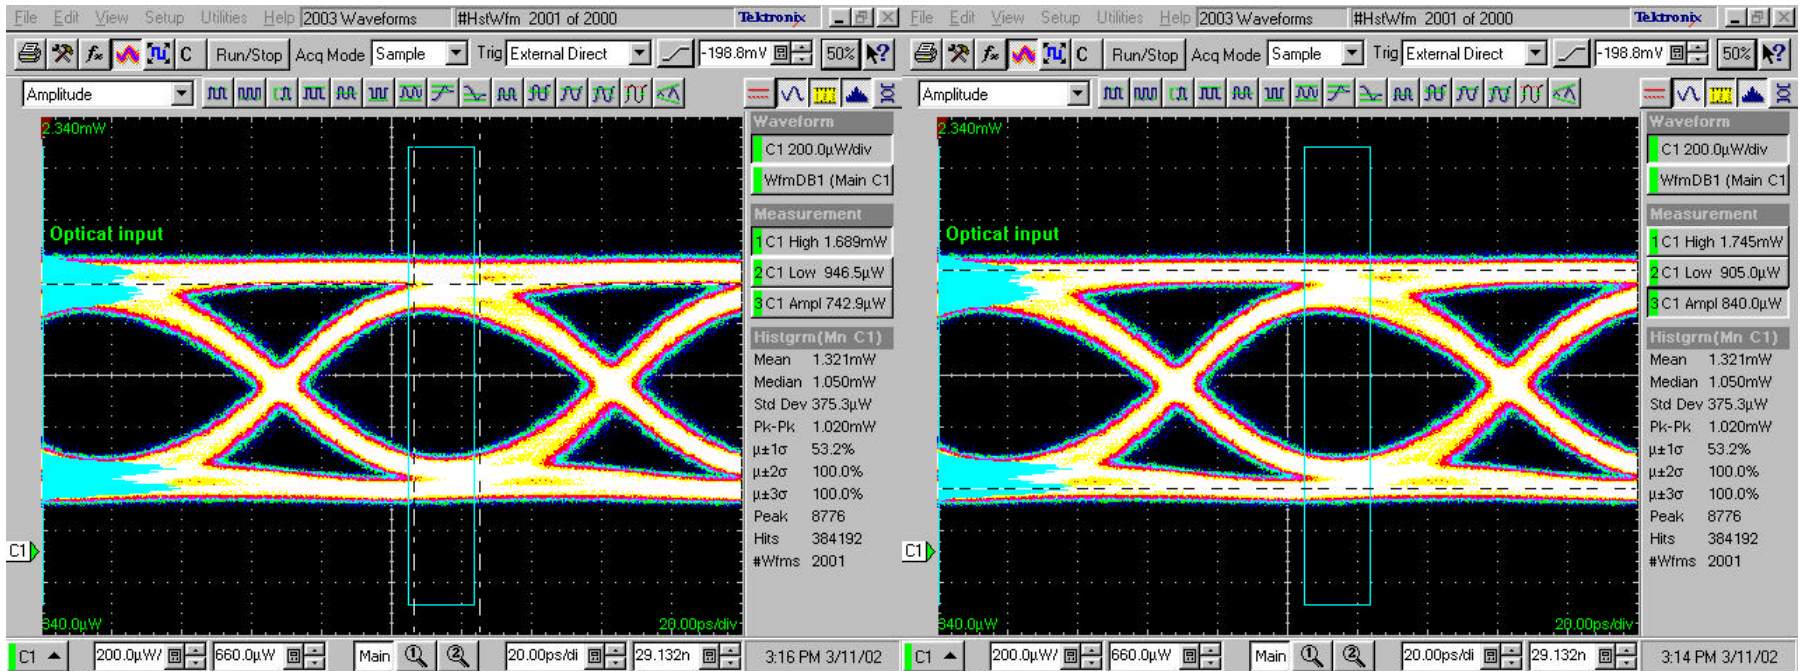 File Edit View Setup Utilities Help 2003 Waveforms #HstWfm 2001 of 2000 Tektronix
Run/Stop Acq Mode Sample Trig External Direct -198.8mV 50% ?
Amplitude
2.340mW
Optical input
C1
840.0µW
20.00ps/div
Waveform
C1 200.0µW/div
WfmDB1 (Main C1
Measurement
1 C1 High 1.689mW
2 C1 Low 946.5µW
3 C1 Ampl 742.9µW
Histgrm(Mn C1)
Mean 1.321mW
Median 1.050mW
Std Dev 375.3µW
Pk-Pk 1.020mW
µ±1σ 53.2%
µ±2σ 100.0%
µ±3σ 100.0%
Peak 8776
Hits 384192
#Wfms 2001
C1 200.0µW/ 660.0µW Main 1 2 20.00ps/di 29.132n 3:16 PM 3/11/02
File Edit View Setup Utilities Help 2003 Waveforms #HstWfm 2001 of 2000 Tektronix
C Run/Stop Acq Mode Sample Trig External Direct -198.8mV 50% ?
Amplitude
2.340mW
Optical input
C1
840.0µW
20.00ps/div
Waveform
C1 200.0µW/div
WfmDB1 (Main C1
Measurement
1 C1 High 1.745mW
2 C1 Low 905.0µW
3 C1 Ampl 840.0µW
Histgrm(Mn C1)
Mean 1.321mW
Median 1.050mW
Std Dev 375.3µW
Pk-Pk 1.020mW
µ±1σ 53.2%
µ±2σ 100.0%
µ±3σ 100.0%
Peak 8776
Hits 384192
#Wfms 2001
C1 200.0µW/ 660.0µW Main 1 2 20.00ps/di 29.132n 3:14 PM 3/11/02